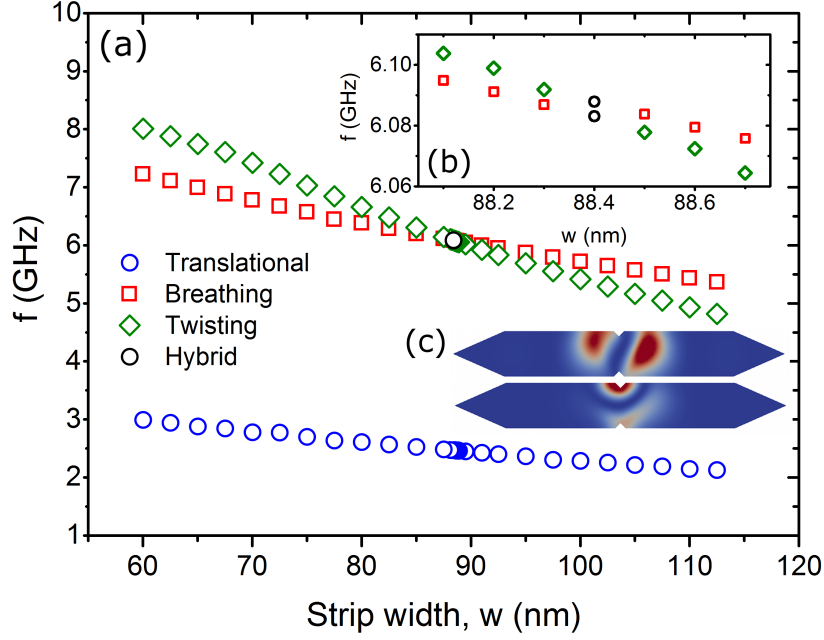 (a)
10
9
8
7
6
5
4
3
2
1
f (GHz)
6.10
6.08
6.06
f (GHz)
(b)
88.2 88.4 88.6
w (nm)
Translational
Breathing
Twisting
Hybrid
(c)
60 70 80 90 100 110 120
Strip width, w (nm)